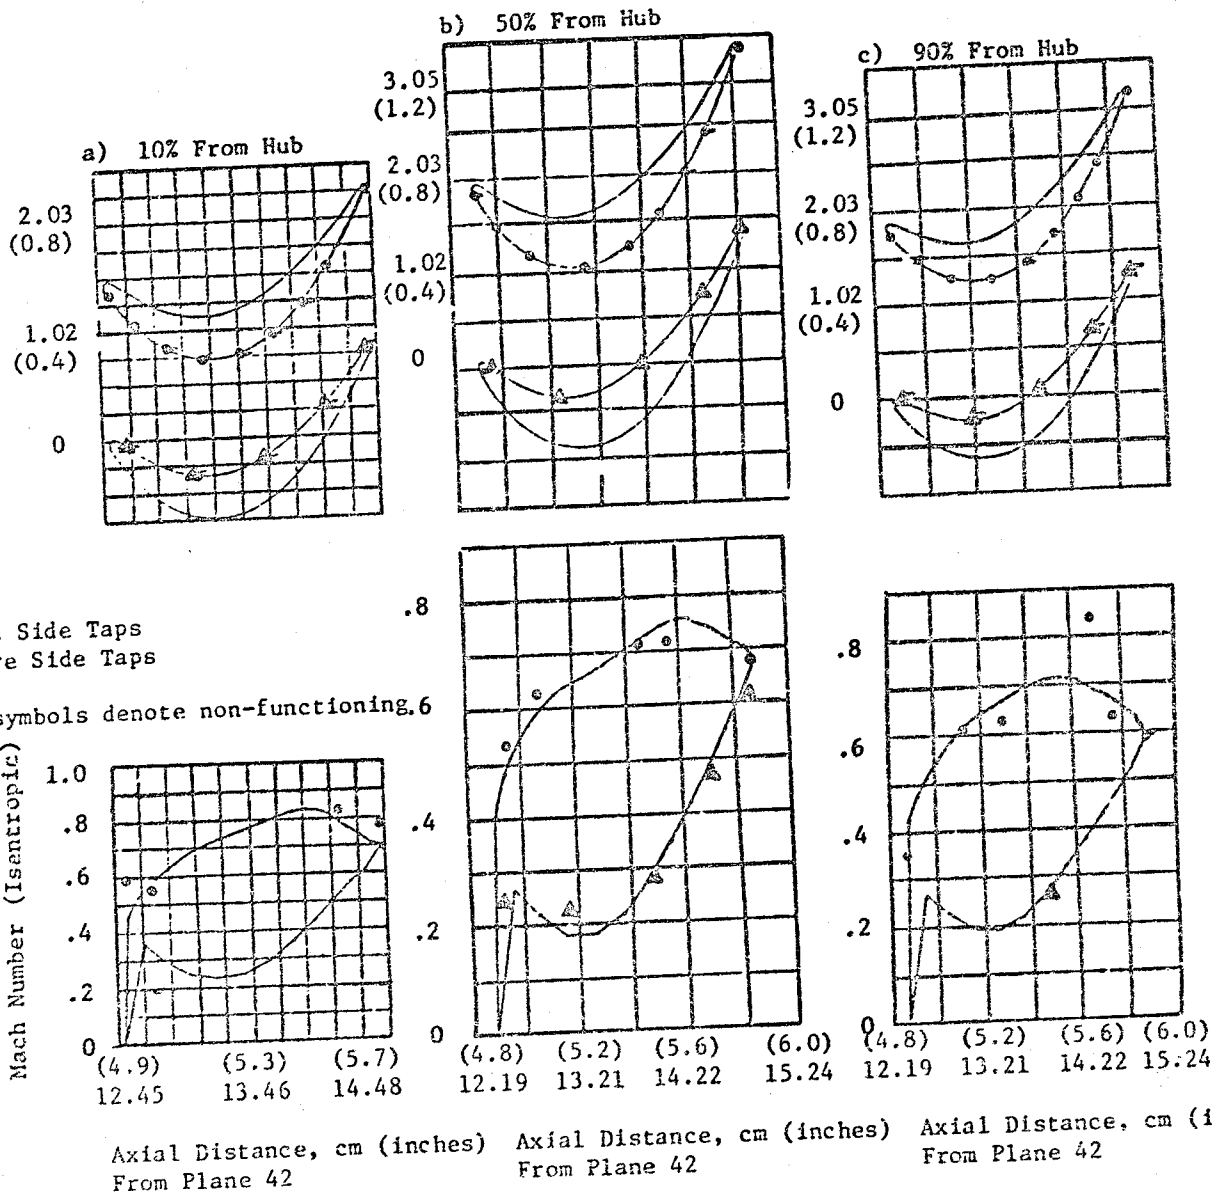 b) 50% From Hub
c) 90% From Hub
a) 10% From Hub
3.05
(1.2)
2.03
(0.8)
1.02
(0.4)
0
3.05
(1.2)
2.03
(0.8)
1.02
(0.4)
0
2.03
(0.8)
1.02
(0.4)
0
Side Taps
Side Taps
symbols denote non-functioning
Mach Number (Isentropic)
1.0
.8
.6
.4
.2
0
.8
.6
.4
.2
0
.8
.6
.4
.2
0
(4.9) (5.3) (5.7)
12.45 13.46 14.48
(4.8) (5.2) (5.6) (6.0)
12.19 13.21 14.22 15.24
(4.8) (5.2) (5.6) (6.0)
12.19 13.21 14.22 15.24
Axial Distance, cm (inches)
From Plane 42
Axial Distance, cm (inches)
From Plane 42
Axial Distance, cm (i
From Plane 42